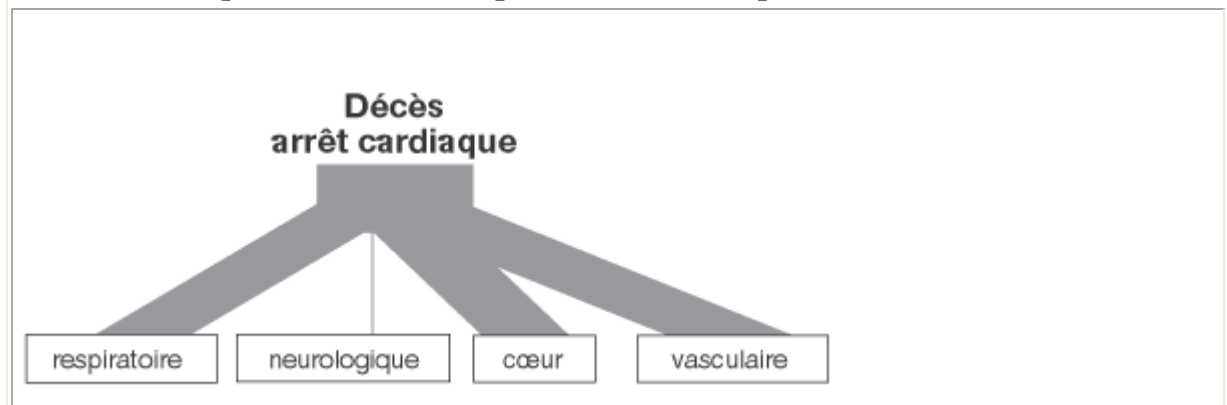 Décès
arrêt cardiaque
respiratoire
neurologique
cœur
vasculaire